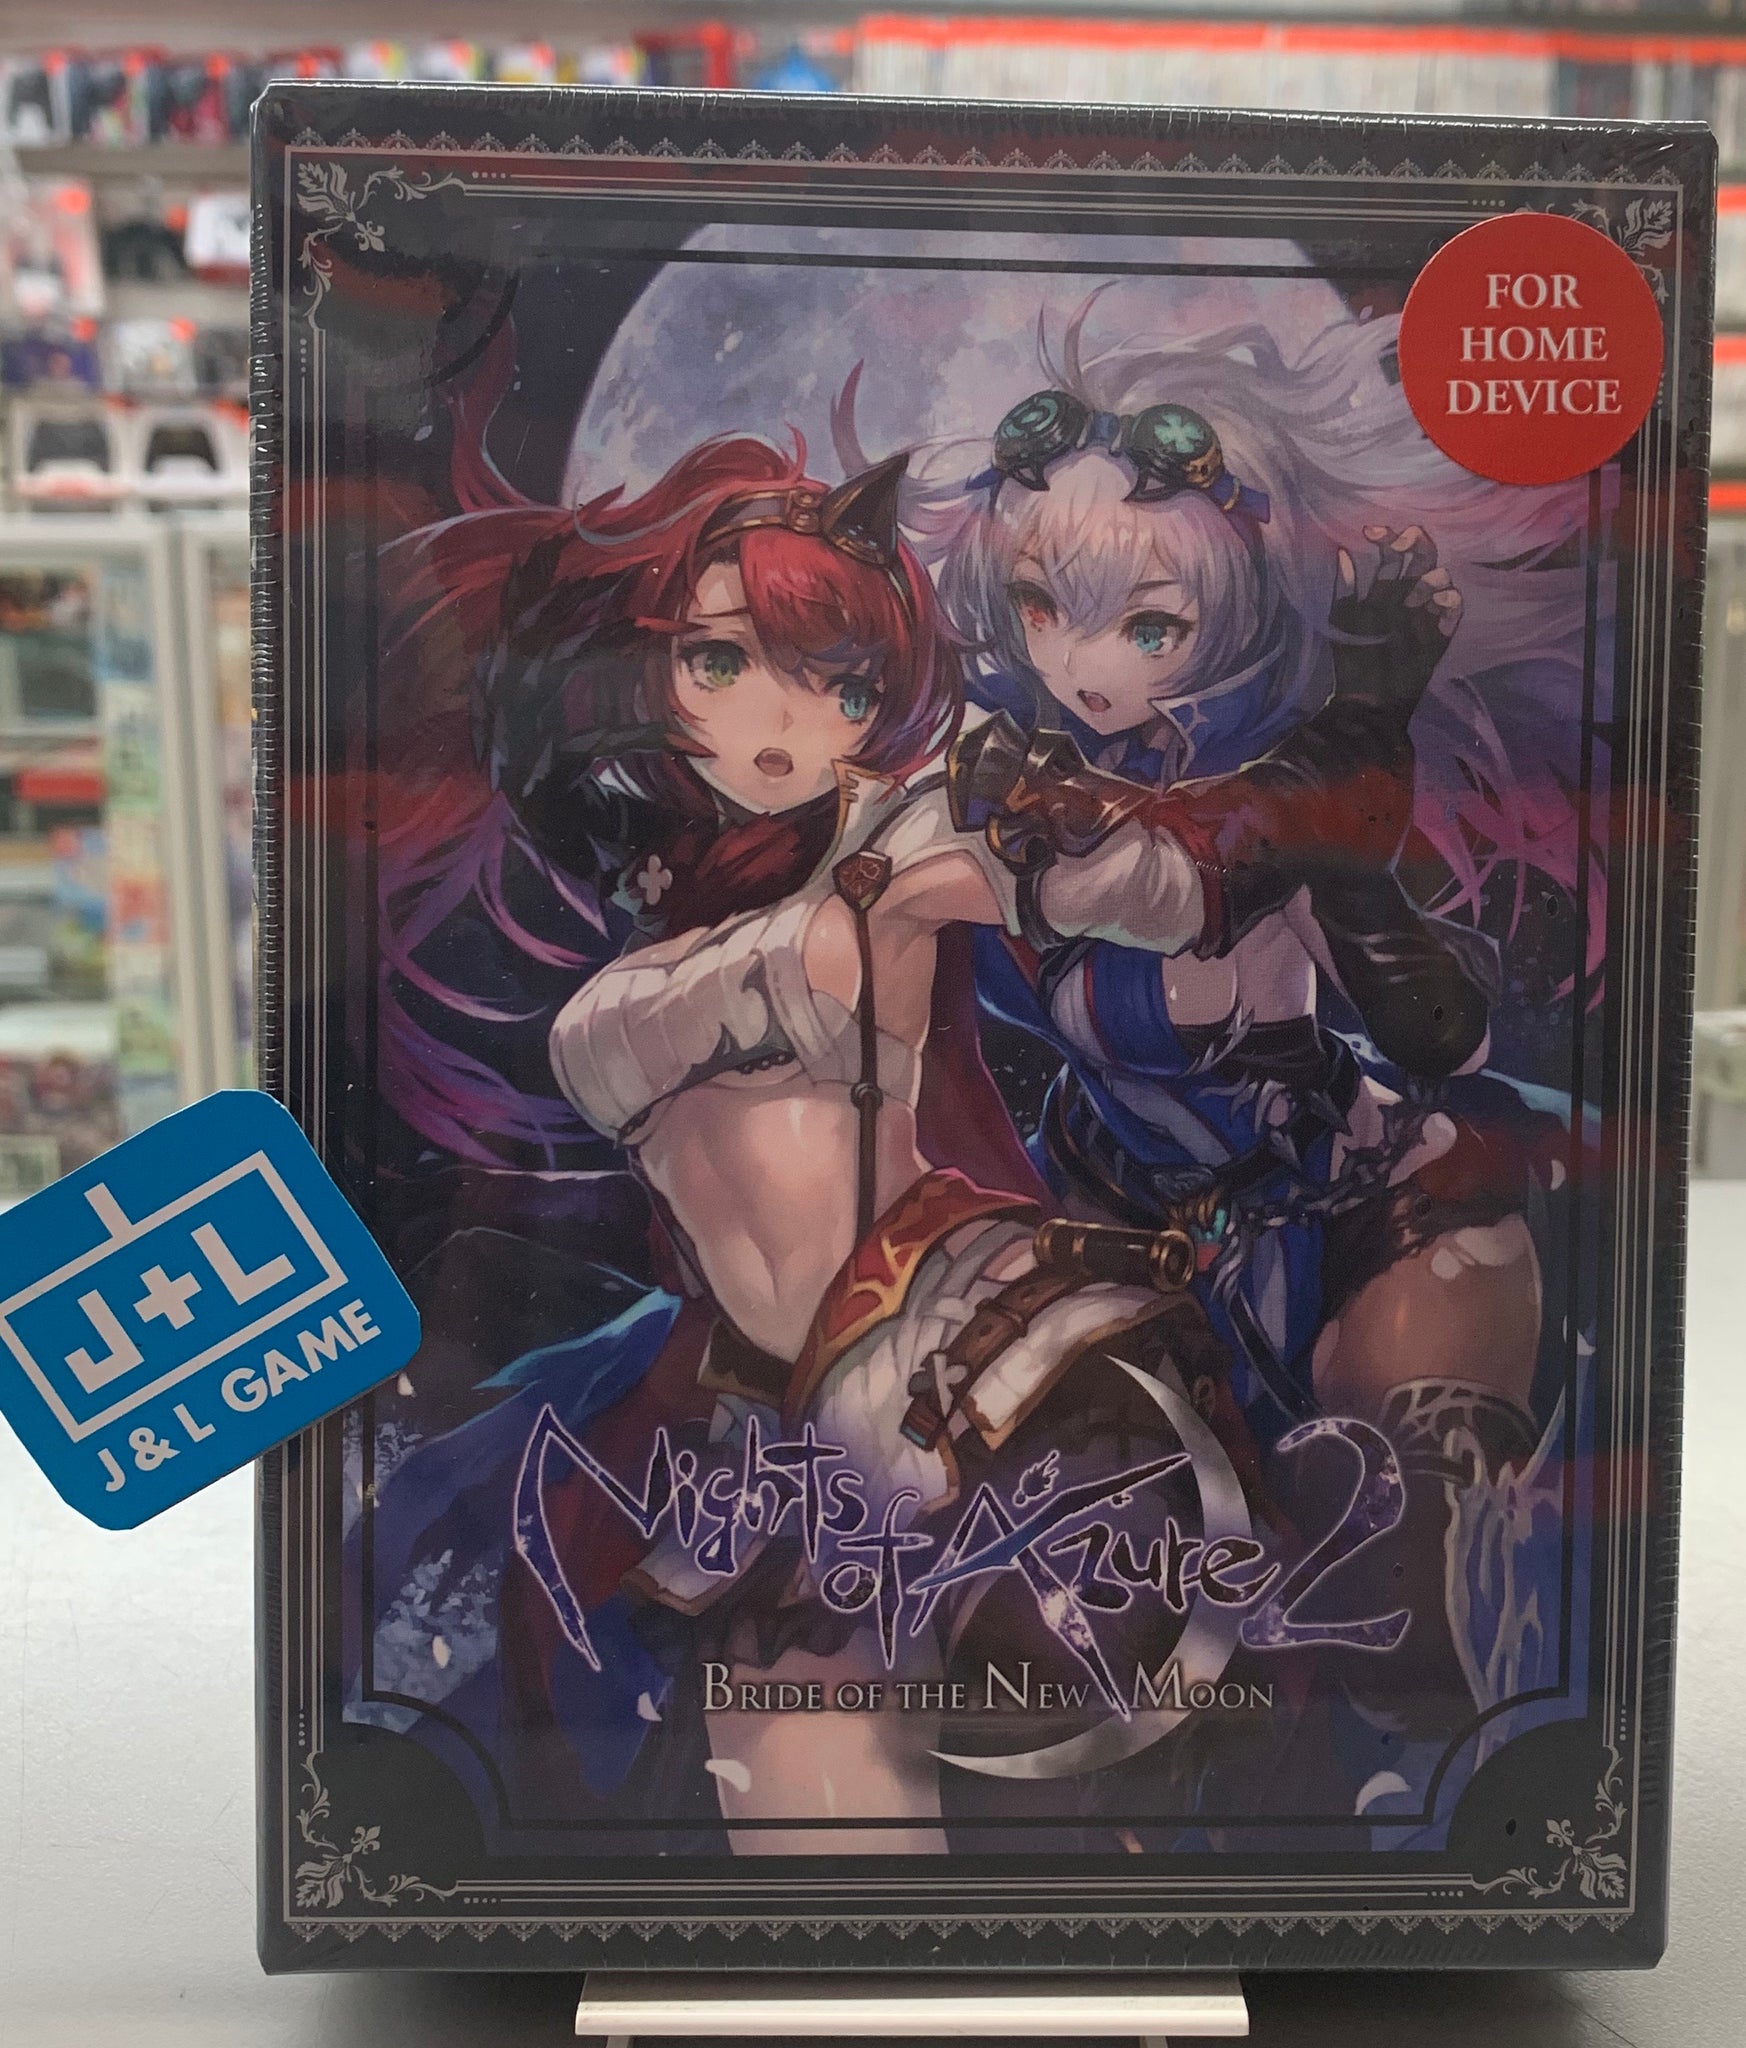 FOR
HOME
DEVICE
J+L
J & L GAME
Nights of Azure 2
BRIDE OF THE NEW MOON